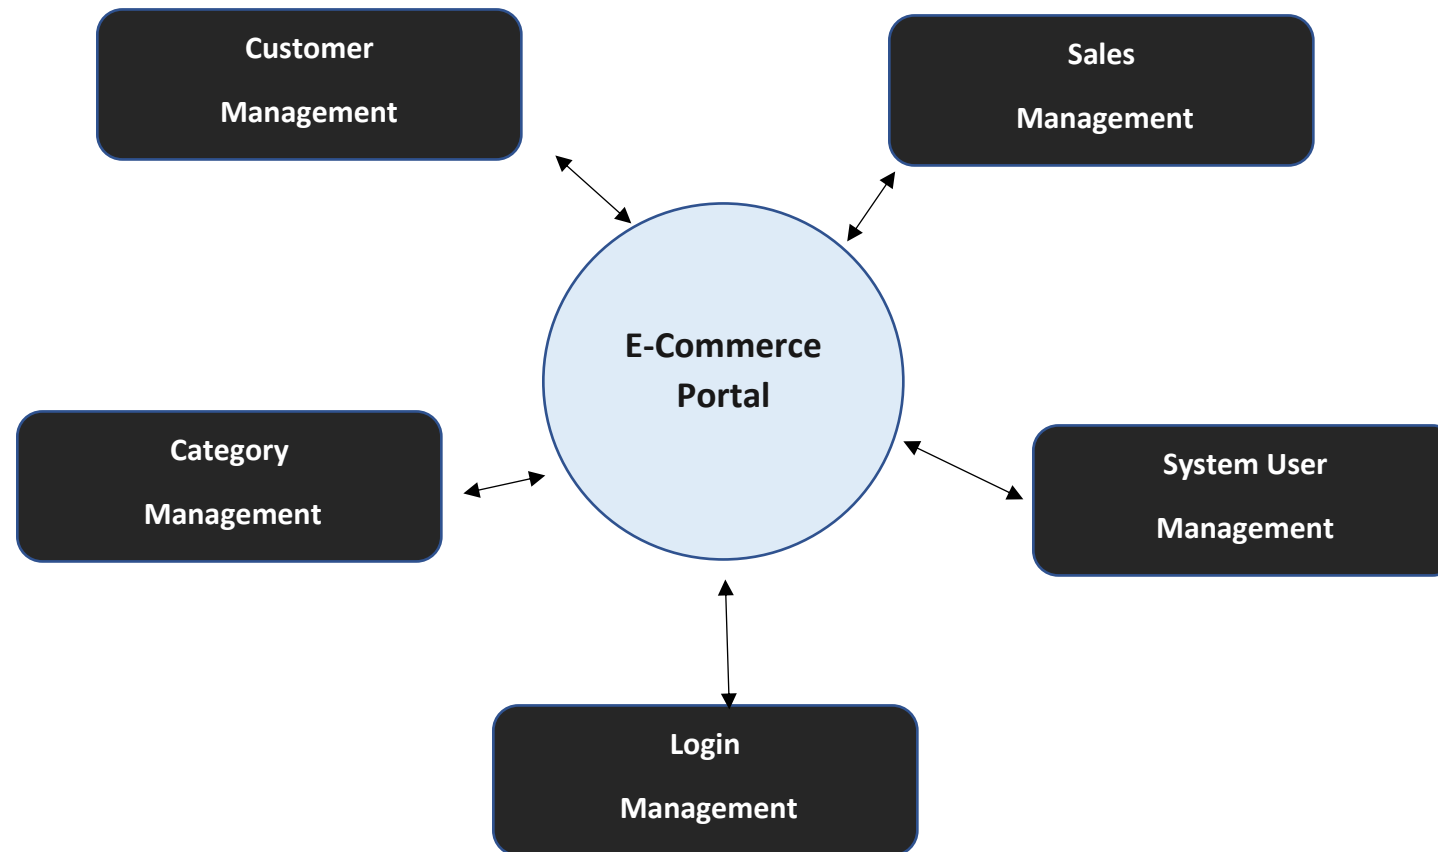 Customer
Management
Sales
Management
E-Commerce
Portal
Category
Management
System User
Management
Login
Management